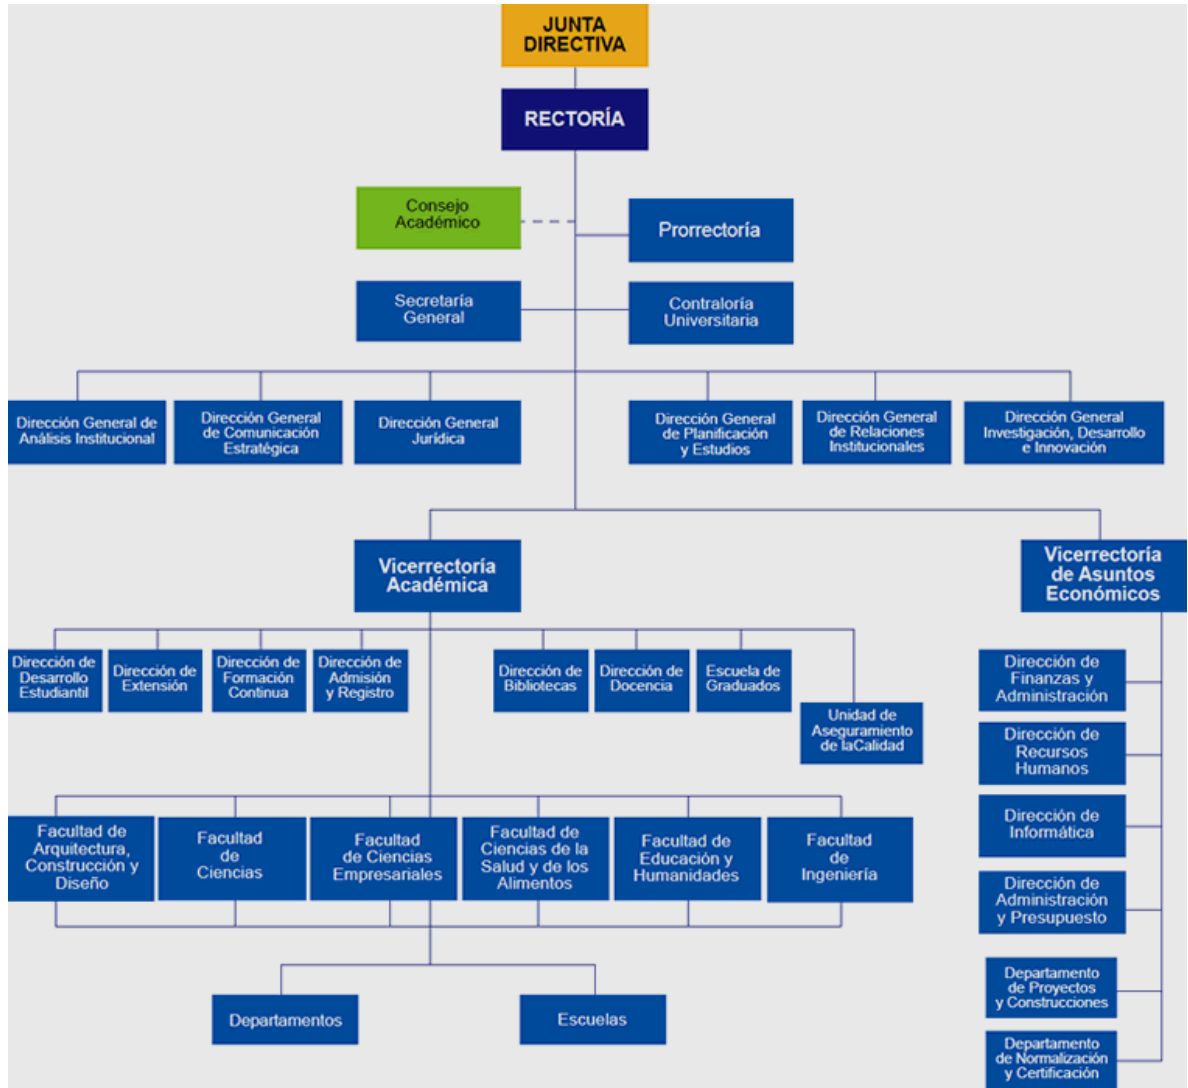 JUNTA
DIRECTIVA
RECTORÍA
Consejo
Académico
Prorrectoría
Secretaría
General
Contraloría
Universitaria
Dirección General de
Análisis Institucional
Dirección General
de Comunicación
Estratégica
Dirección General
Jurídica
Dirección General
de Planificación
y Estudios
Dirección General
de Relaciones
Institucionales
Dirección General
Investigación, Desarrollo
e Innovación
Vicerrectoría
Académica
Vicerrectoría
de Asuntos
Económicos
Dirección de
Desarrollo
Estudiantil
Dirección de
Extensión
Dirección de
Formación
Continua
Dirección de
Admisión
y Registro
Dirección de
Bibliotecas
Dirección de
Docencia
Escuela de
Graduados
Unidad de
Aseguramiento
de laCalidad
Dirección de
Finanzas y
Administración
Dirección de
Recursos
Humanos
Dirección de
Informática
Dirección de
Administración
y Presupuesto
Departamento
de Proyectos
y Construcciones
Departamento
de Normalización
y Certificación
Facultad de
Arquitectura,
Construcción y
Diseño
Facultad
de
Ciencias
Facultad
de Ciencias
Empresariales
Facultad de
Ciencias de la
Salud y de los
Alimentos
Facultad de
Educación y
Humanidades
Facultad
de
Ingeniería
Departamentos
Escuelas